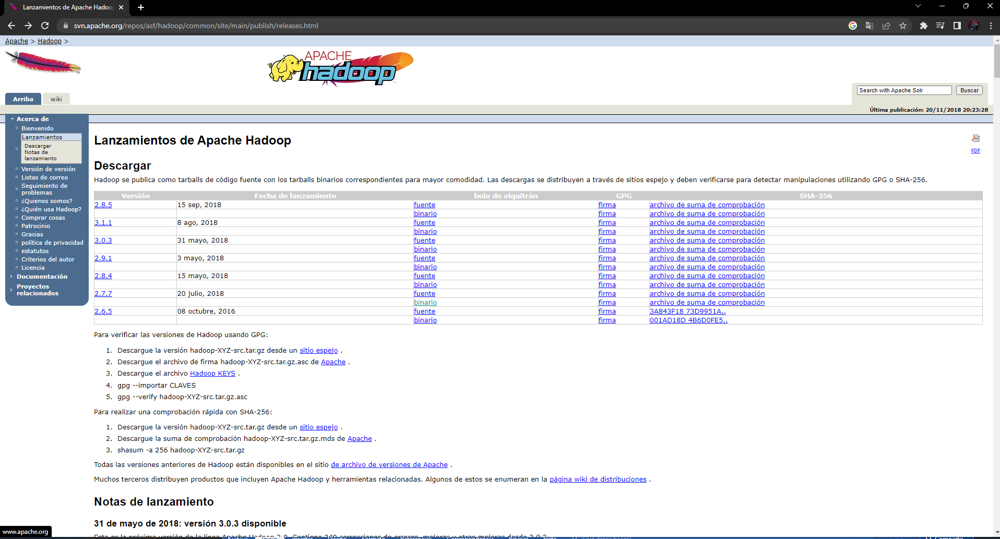 Lanzamientos de Apache Hadoop
svn.apache.org/repos/asf/hadoop/common/site/main/publish/releases.html
Apache > Hadoop >
APACHE
hadoop
TM
Arriba
wiki
Search with Apache Solr
Buscar
Última publicación: 20/11/2018 20:23:28
Acerca de
Bienvenido
Lanzamientos
Descargar
Notas de
lanzamiento
Versión de versión
Listas de correo
Seguimiento de
problemas
¿Quienes somos?
¿Quién usa Hadoop?
Comprar cosas
Patrocinio
Gracias
política de privacidad
estatutos
Criterios del autor
Licencia
Documentación
Proyectos
relacionados
Lanzamientos de Apache Hadoop
PDF
Descargar
Hadoop se publica como tarballs de código fuente con los tarballs binarios correspondientes para mayor comodidad. Las descargas se distribuyen a través de sitios espejo y deben verificarse para detectar manipulaciones utilizando GPG o SHA-256.
Versión Fecha de lanzamiento bola de alquitrán GPG SHA-256
2.8.5 15 sep, 2018 fuente firma archivo de suma de comprobación
binario firma archivo de suma de comprobación
3.1.1 8 ago, 2018 fuente firma archivo de suma de comprobación
binario firma archivo de suma de comprobación
3.0.3 31 mayo, 2018 fuente firma archivo de suma de comprobación
binario firma archivo de suma de comprobación
2.9.1 3 mayo, 2018 fuente firma archivo de suma de comprobación
binario firma archivo de suma de comprobación
2.8.4 15 mayo, 2018 fuente firma archivo de suma de comprobación
binario firma archivo de suma de comprobación
2.7.7 20 julio, 2018 fuente firma archivo de suma de comprobación
binario firma archivo de suma de comprobación
2.6.5 08 octubre, 2016 fuente firma 3A843F18 73D9951A..
binario firma 001AD18D 4B6D0FE5..
Para verificar las versiones de Hadoop usando GPG:
1. Descargue la versión hadoop-XYZ-src.tar.gz desde un sitio espejo .
2. Descargue el archivo de firma hadoop-XYZ-src.tar.gz.asc de Apache .
3. Descargue el archivo Hadoop KEYS .
4. gpg --importar CLAVES
5. gpg --verify hadoop-XYZ-src.tar.gz.asc
Para realizar una comprobación rápida con SHA-256:
1. Descargue la versión hadoop-XYZ-src.tar.gz desde un sitio espejo .
2. Descargue la suma de comprobación hadoop-XYZ-src.tar.gz.mds de Apache .
3. shasum -a 256 hadoop-XYZ-src.tar.gz
Todas las versiones anteriores de Hadoop están disponibles en el sitio de archivo de versiones de Apache .
Muchos terceros distribuyen productos que incluyen Apache Hadoop y herramientas relacionadas. Algunos de estos se enumeran en la página wiki de distribuciones .
Notas de lanzamiento
31 de mayo de 2018: versión 3.0.3 disponible
www.apache.org